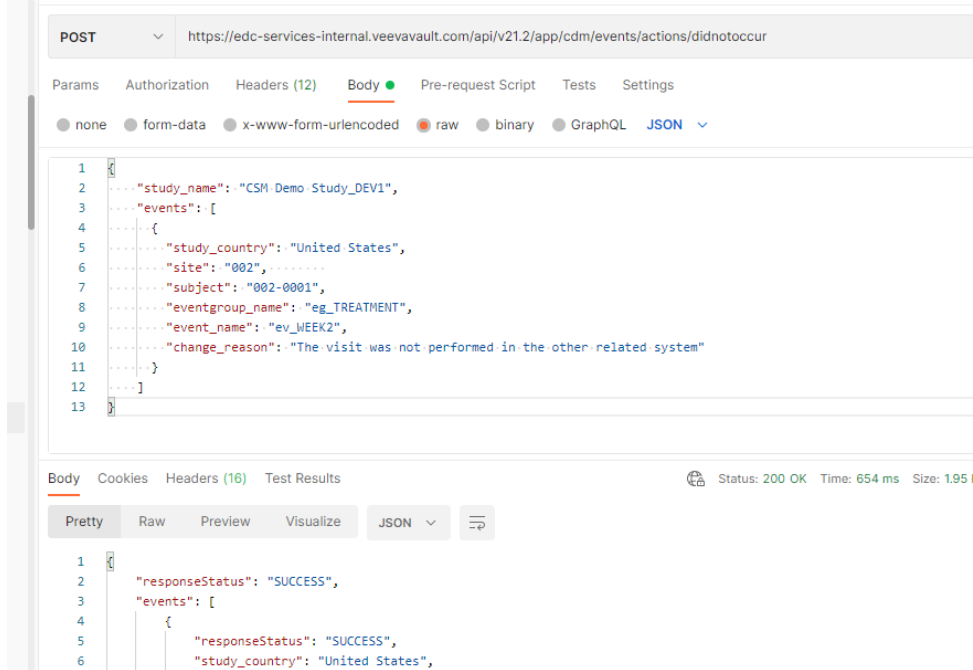 POST https://edc-services-internal.veevavault.com/api/v21.2/app/cdm/events/actions/didnotoccur
Params Authorization Headers (12) Body Pre-request Script Tests Settings
none form-data x-www-form-urlencoded raw binary GraphQL JSON
1 {
2 "study_name": "CSM Demo Study_DEV1",
3 "events": [
4 {
5 "study_country": "United States",
6 "site": "002",
7 "subject": "002-0001",
8 "eventgroup_name": "eg_TREATMENT",
9 "event_name": "ev_WEEK2",
10 "change_reason": "The visit was not performed in the other related system"
11 }
12 ]
13 }
Body Cookies Headers (16) Test Results Status: 200 OK Time: 654 ms Size: 1.95
Pretty Raw Preview Visualize JSON
1 {
2 "responseStatus": "SUCCESS",
3 "events": [
4 {
5 "responseStatus": "SUCCESS",
6 "study_country": "United States",